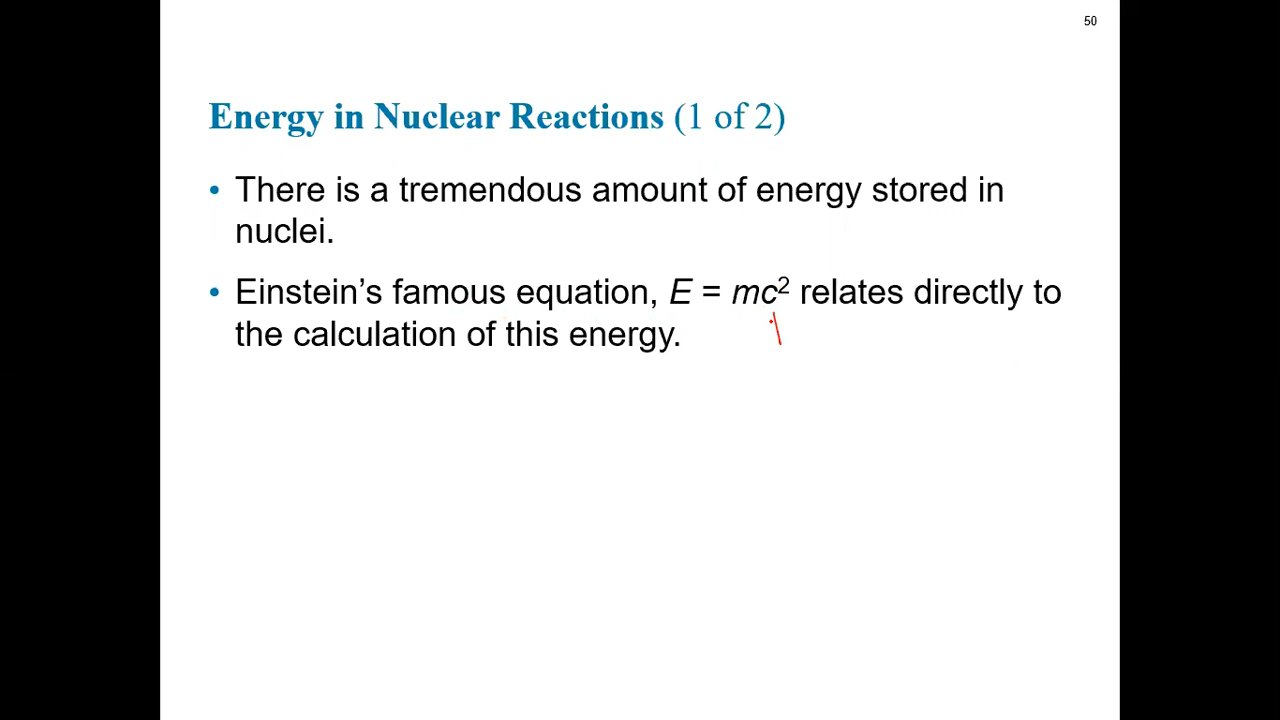 50
Energy in Nuclear Reactions (1 of 2)
• There is a tremendous amount of energy stored in
nuclei.
• Einstein’s famous equation, E = mc² relates directly to
the calculation of this energy.